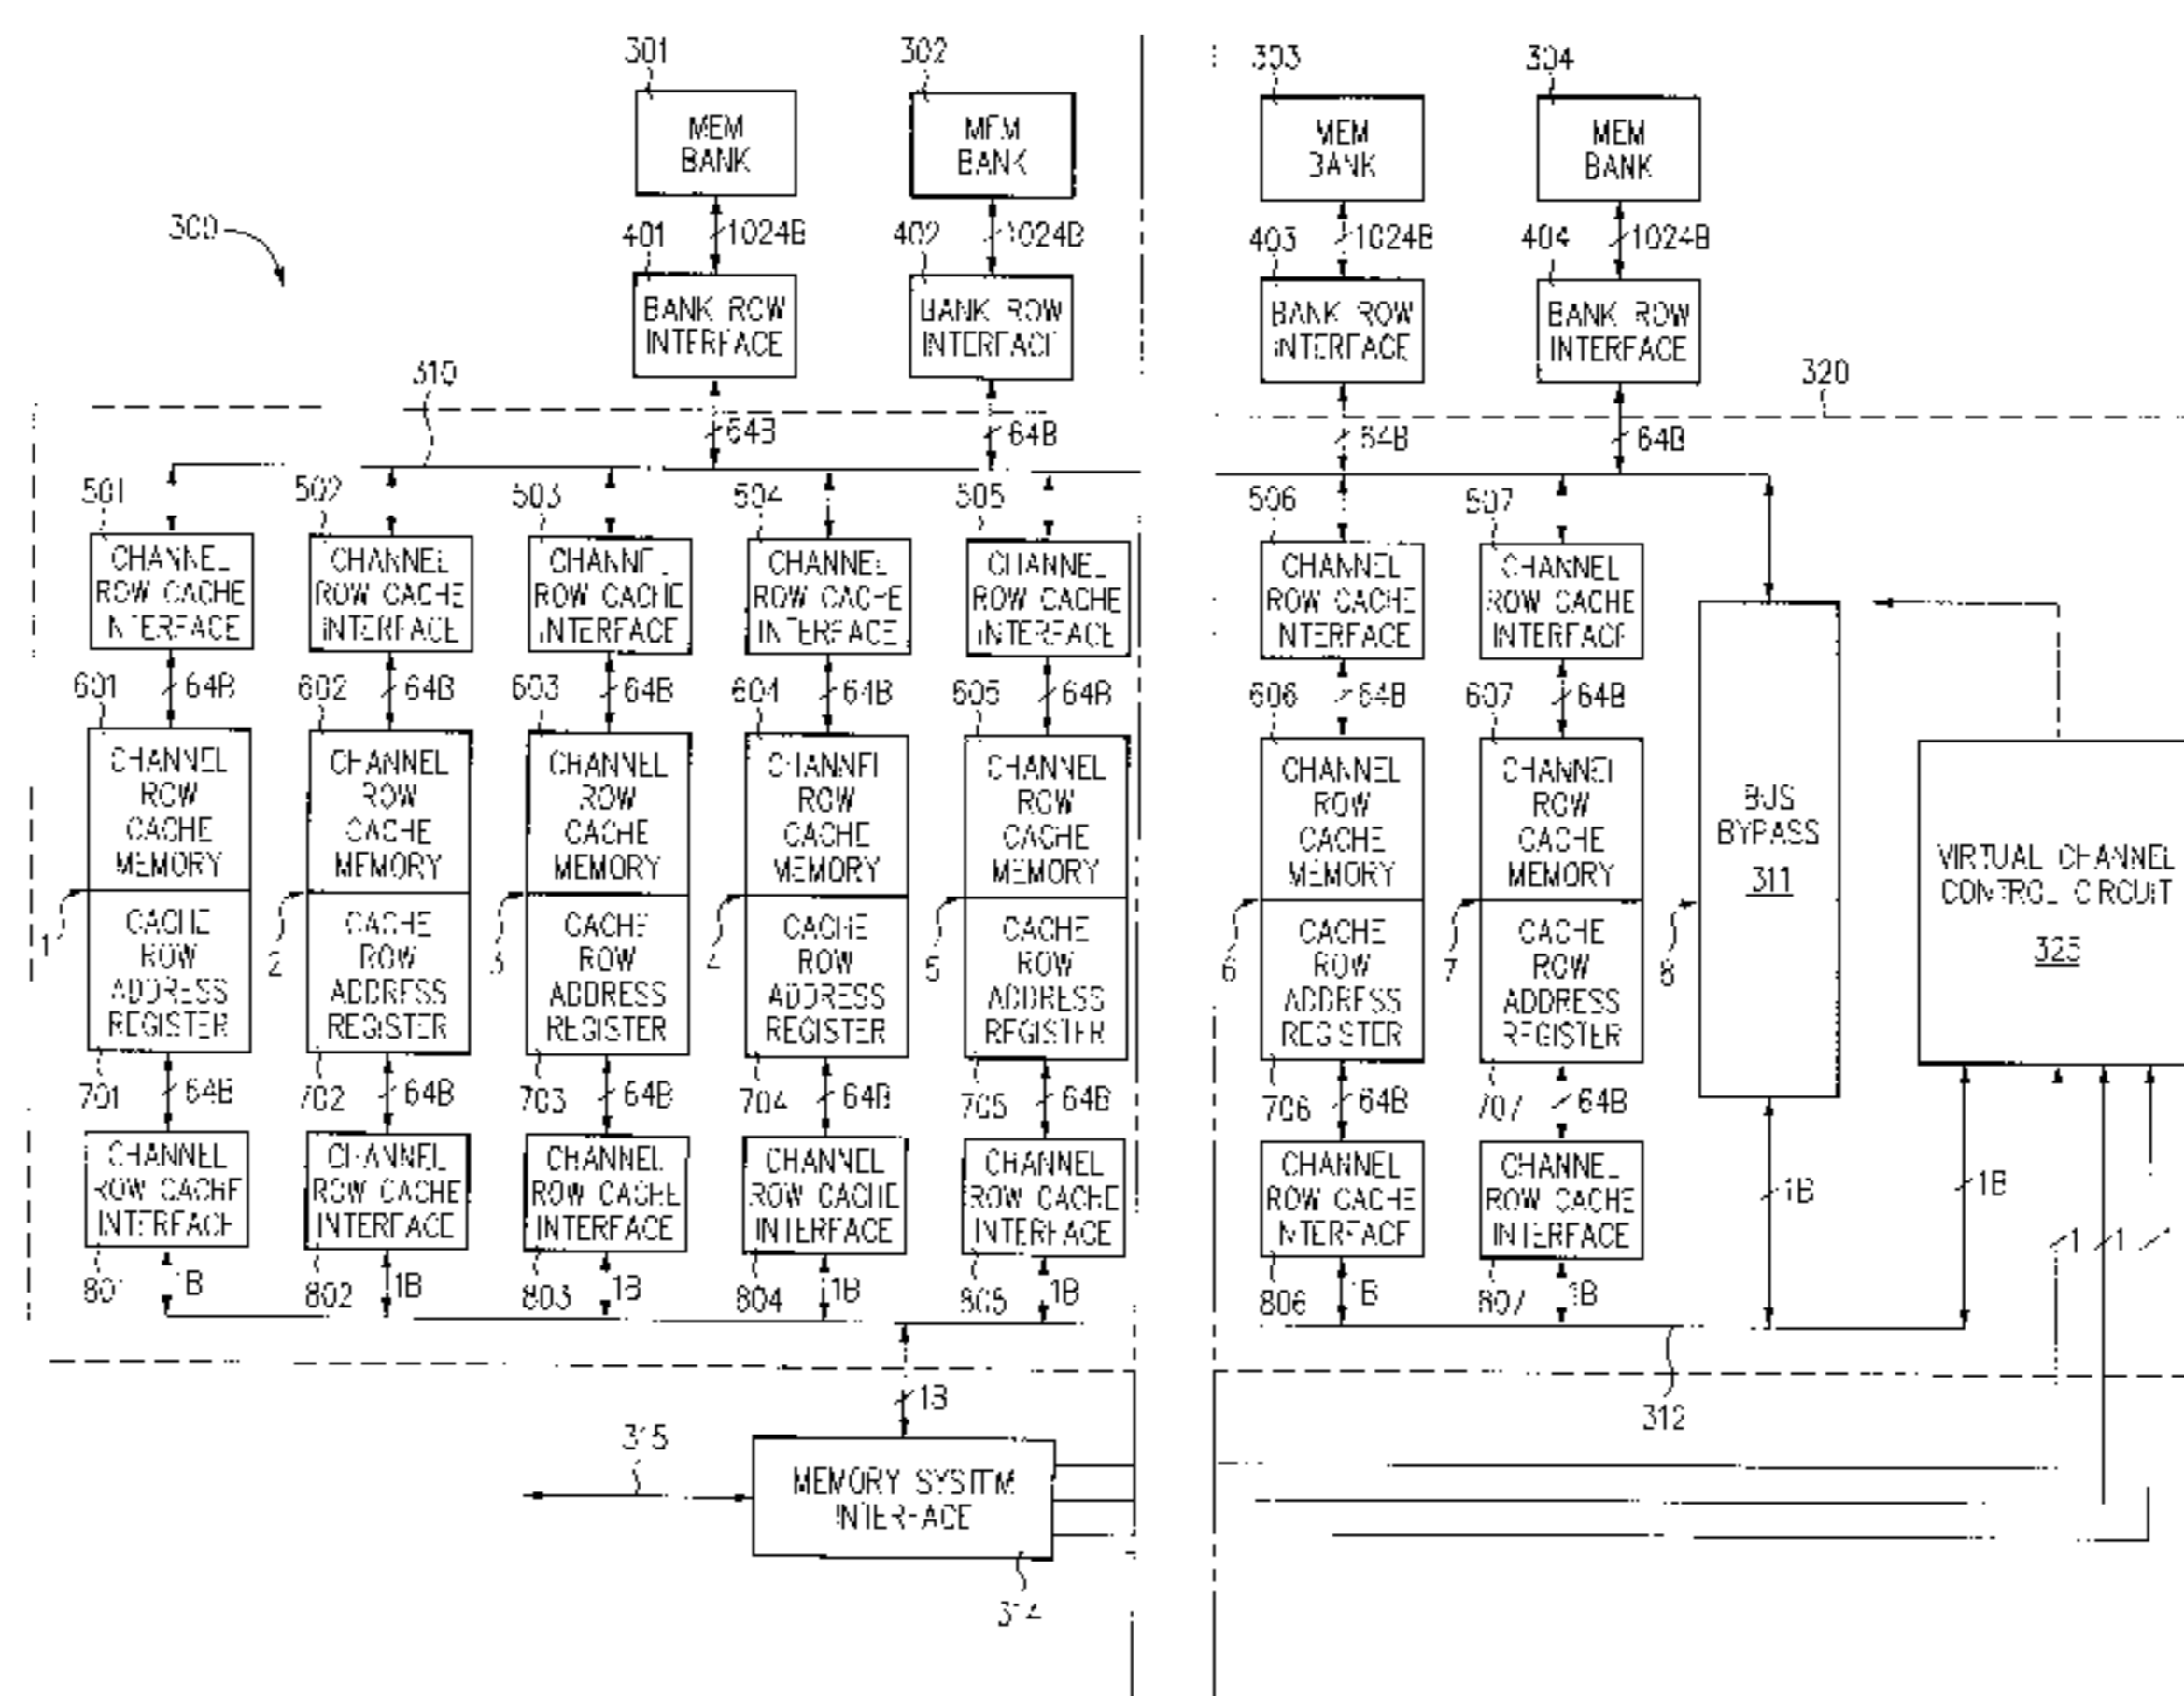 301
302
303
304
MEM
BANK
MEM
BANK
MEM
BANK
MEM
BANK
300
401
1024B
402
1024B
403
1024B
404
1024B
BANK ROW
INTERFACE
BANK ROW
INTERFACE
BANK ROW
INTERFACE
BANK ROW
INTERFACE
310
320
64B
64B
64B
64B
501
502
503
504
505
506
507
CHANNEL
ROW CACHE
INTERFACE
CHANNEL
ROW CACHE
INTERFACE
CHANNEL
ROW CACHE
INTERFACE
CHANNEL
ROW CACHE
INTERFACE
CHANNEL
ROW CACHE
INTERFACE
CHANNEL
ROW CACHE
INTERFACE
CHANNEL
ROW CACHE
INTERFACE
601
64B
602
64B
603
64B
604
64B
605
64B
606
64B
607
64B
CHANNEL
ROW
CACHE
MEMORY
CHANNEL
ROW
CACHE
MEMORY
CHANNEL
ROW
CACHE
MEMORY
CHANNEL
ROW
CACHE
MEMORY
CHANNEL
ROW
CACHE
MEMORY
CHANNEL
ROW
CACHE
MEMORY
CHANNEL
ROW
CACHE
MEMORY
BUS
BYPASS
311
VIRTUAL CHANNEL
CONTROL CIRCUIT
325
1
2
3
4
5
6
7
8
CACHE
ROW
ADDRESS
REGISTER
CACHE
ROW
ADDRESS
REGISTER
CACHE
ROW
ADDRESS
REGISTER
CACHE
ROW
ADDRESS
REGISTER
CACHE
ROW
ADDRESS
REGISTER
CACHE
ROW
ADDRESS
REGISTER
CACHE
ROW
ADDRESS
REGISTER
701
64B
702
64B
703
64B
704
64B
705
64B
706
64B
707
64B
CHANNEL
ROW CACHE
INTERFACE
CHANNEL
ROW CACHE
INTERFACE
CHANNEL
ROW CACHE
INTERFACE
CHANNEL
ROW CACHE
INTERFACE
CHANNEL
ROW CACHE
INTERFACE
CHANNEL
ROW CACHE
INTERFACE
CHANNEL
ROW CACHE
INTERFACE
1B
1B
1
1
1
801
1B
802
1B
803
1B
804
1B
805
1B
806
1B
807
1B
1B
312
315
MEMORY SYSTEM
INTERFACE
314